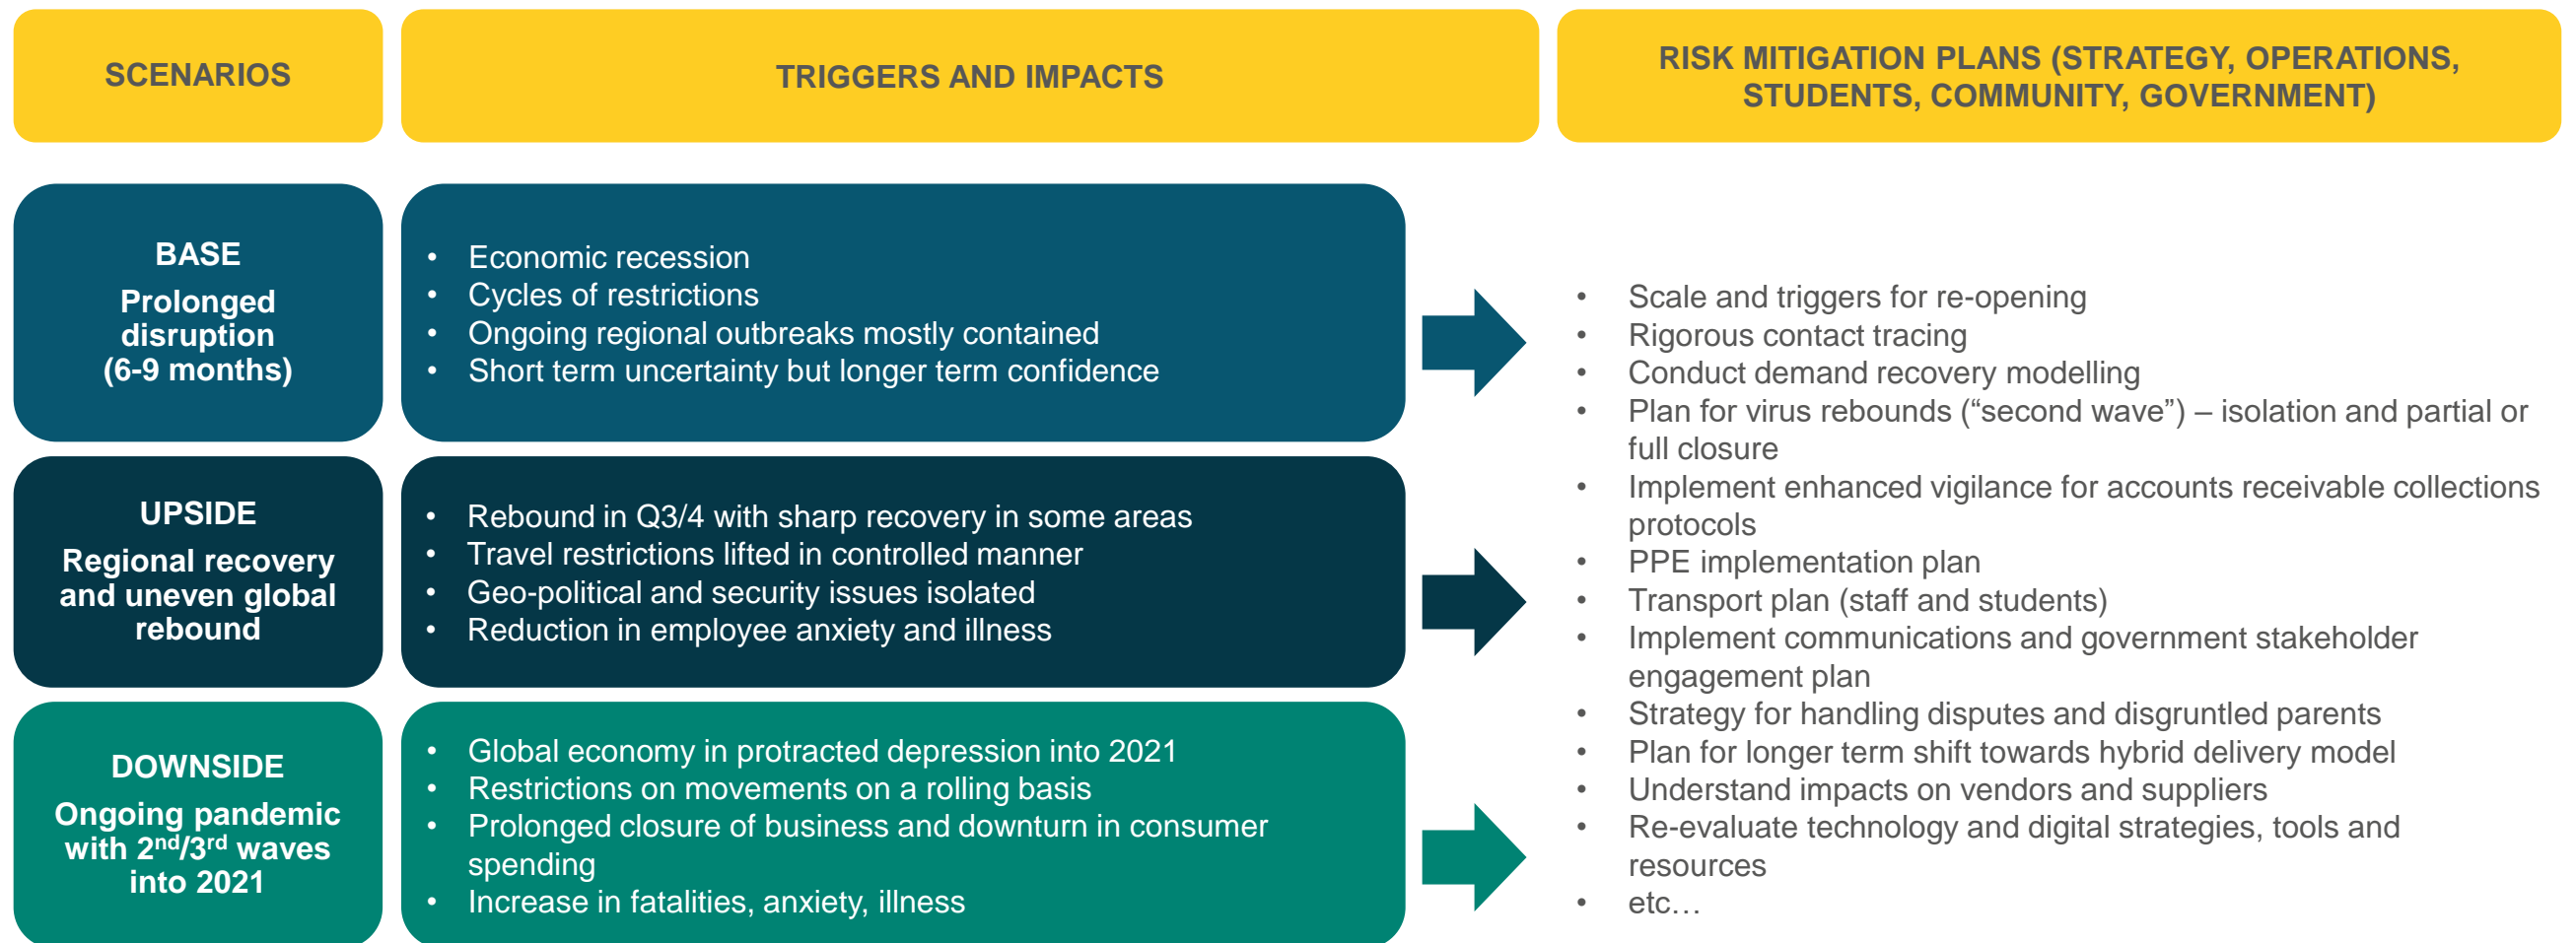 SCENARIOS
TRIGGERS AND IMPACTS
RISK MITIGATION PLANS (STRATEGY, OPERATIONS,
STUDENTS, COMMUNITY, GOVERNMENT)
BASE
Prolonged
disruption
(6-9 months)
• Economic recession
• Cycles of restrictions
• Ongoing regional outbreaks mostly contained
• Short term uncertainty but longer term confidence
UPSIDE
Regional recovery
and uneven global
rebound
• Rebound in Q3/4 with sharp recovery in some areas
• Travel restrictions lifted in controlled manner
• Geo-political and security issues isolated
• Reduction in employee anxiety and illness
DOWNSIDE
Ongoing pandemic
with 2nd/3rd waves
into 2021
• Global economy in protracted depression into 2021
• Restrictions on movements on a rolling basis
• Prolonged closure of business and downturn in consumer
spending
• Increase in fatalities, anxiety, illness
• Scale and triggers for re-opening
• Rigorous contact tracing
• Conduct demand recovery modelling
• Plan for virus rebounds (“second wave”) – isolation and partial or
full closure
• Implement enhanced vigilance for accounts receivable collections
protocols
• PPE implementation plan
• Transport plan (staff and students)
• Implement communications and government stakeholder
engagement plan
• Strategy for handling disputes and disgruntled parents
• Plan for longer term shift towards hybrid delivery model
• Understand impacts on vendors and suppliers
• Re-evaluate technology and digital strategies, tools and
resources
• etc…